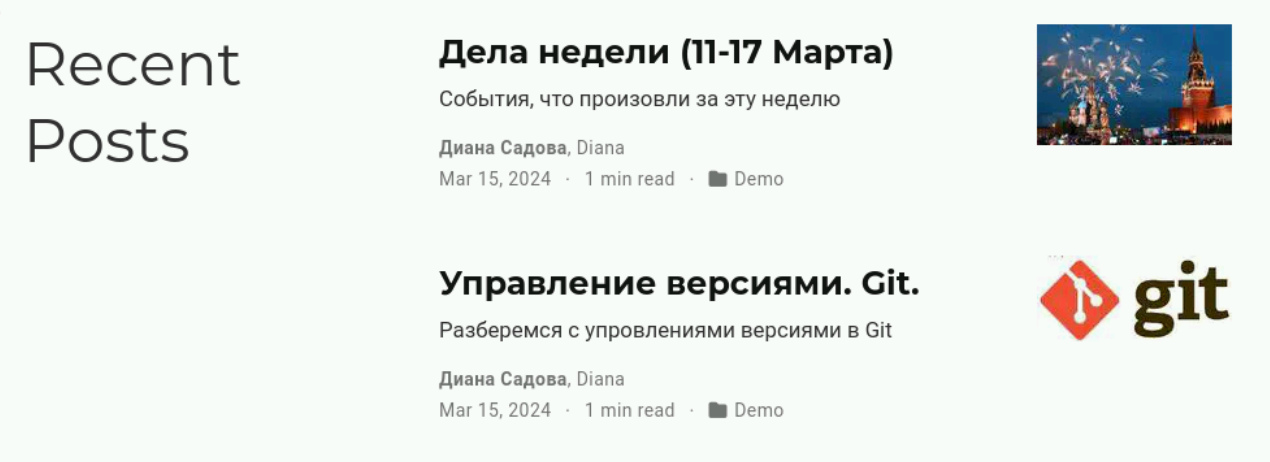 Recent
Posts
Дела недели (11-17 Марта)
События, что произовли за эту неделю
Диана Садова, Diana
Mar 15, 2024 · 1 min read · Demo
Управление версиями. Git.
Разберемся с упровлениями версиями в Git
Диана Садова, Diana
Mar 15, 2024 · 1 min read · Demo
git